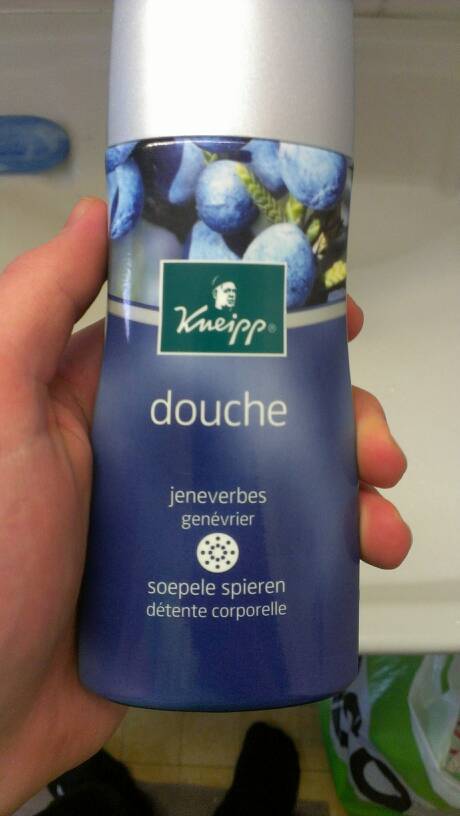 Kneipp®
douche
jeneverbes
genévrier
soepele spieren
détente corporelle